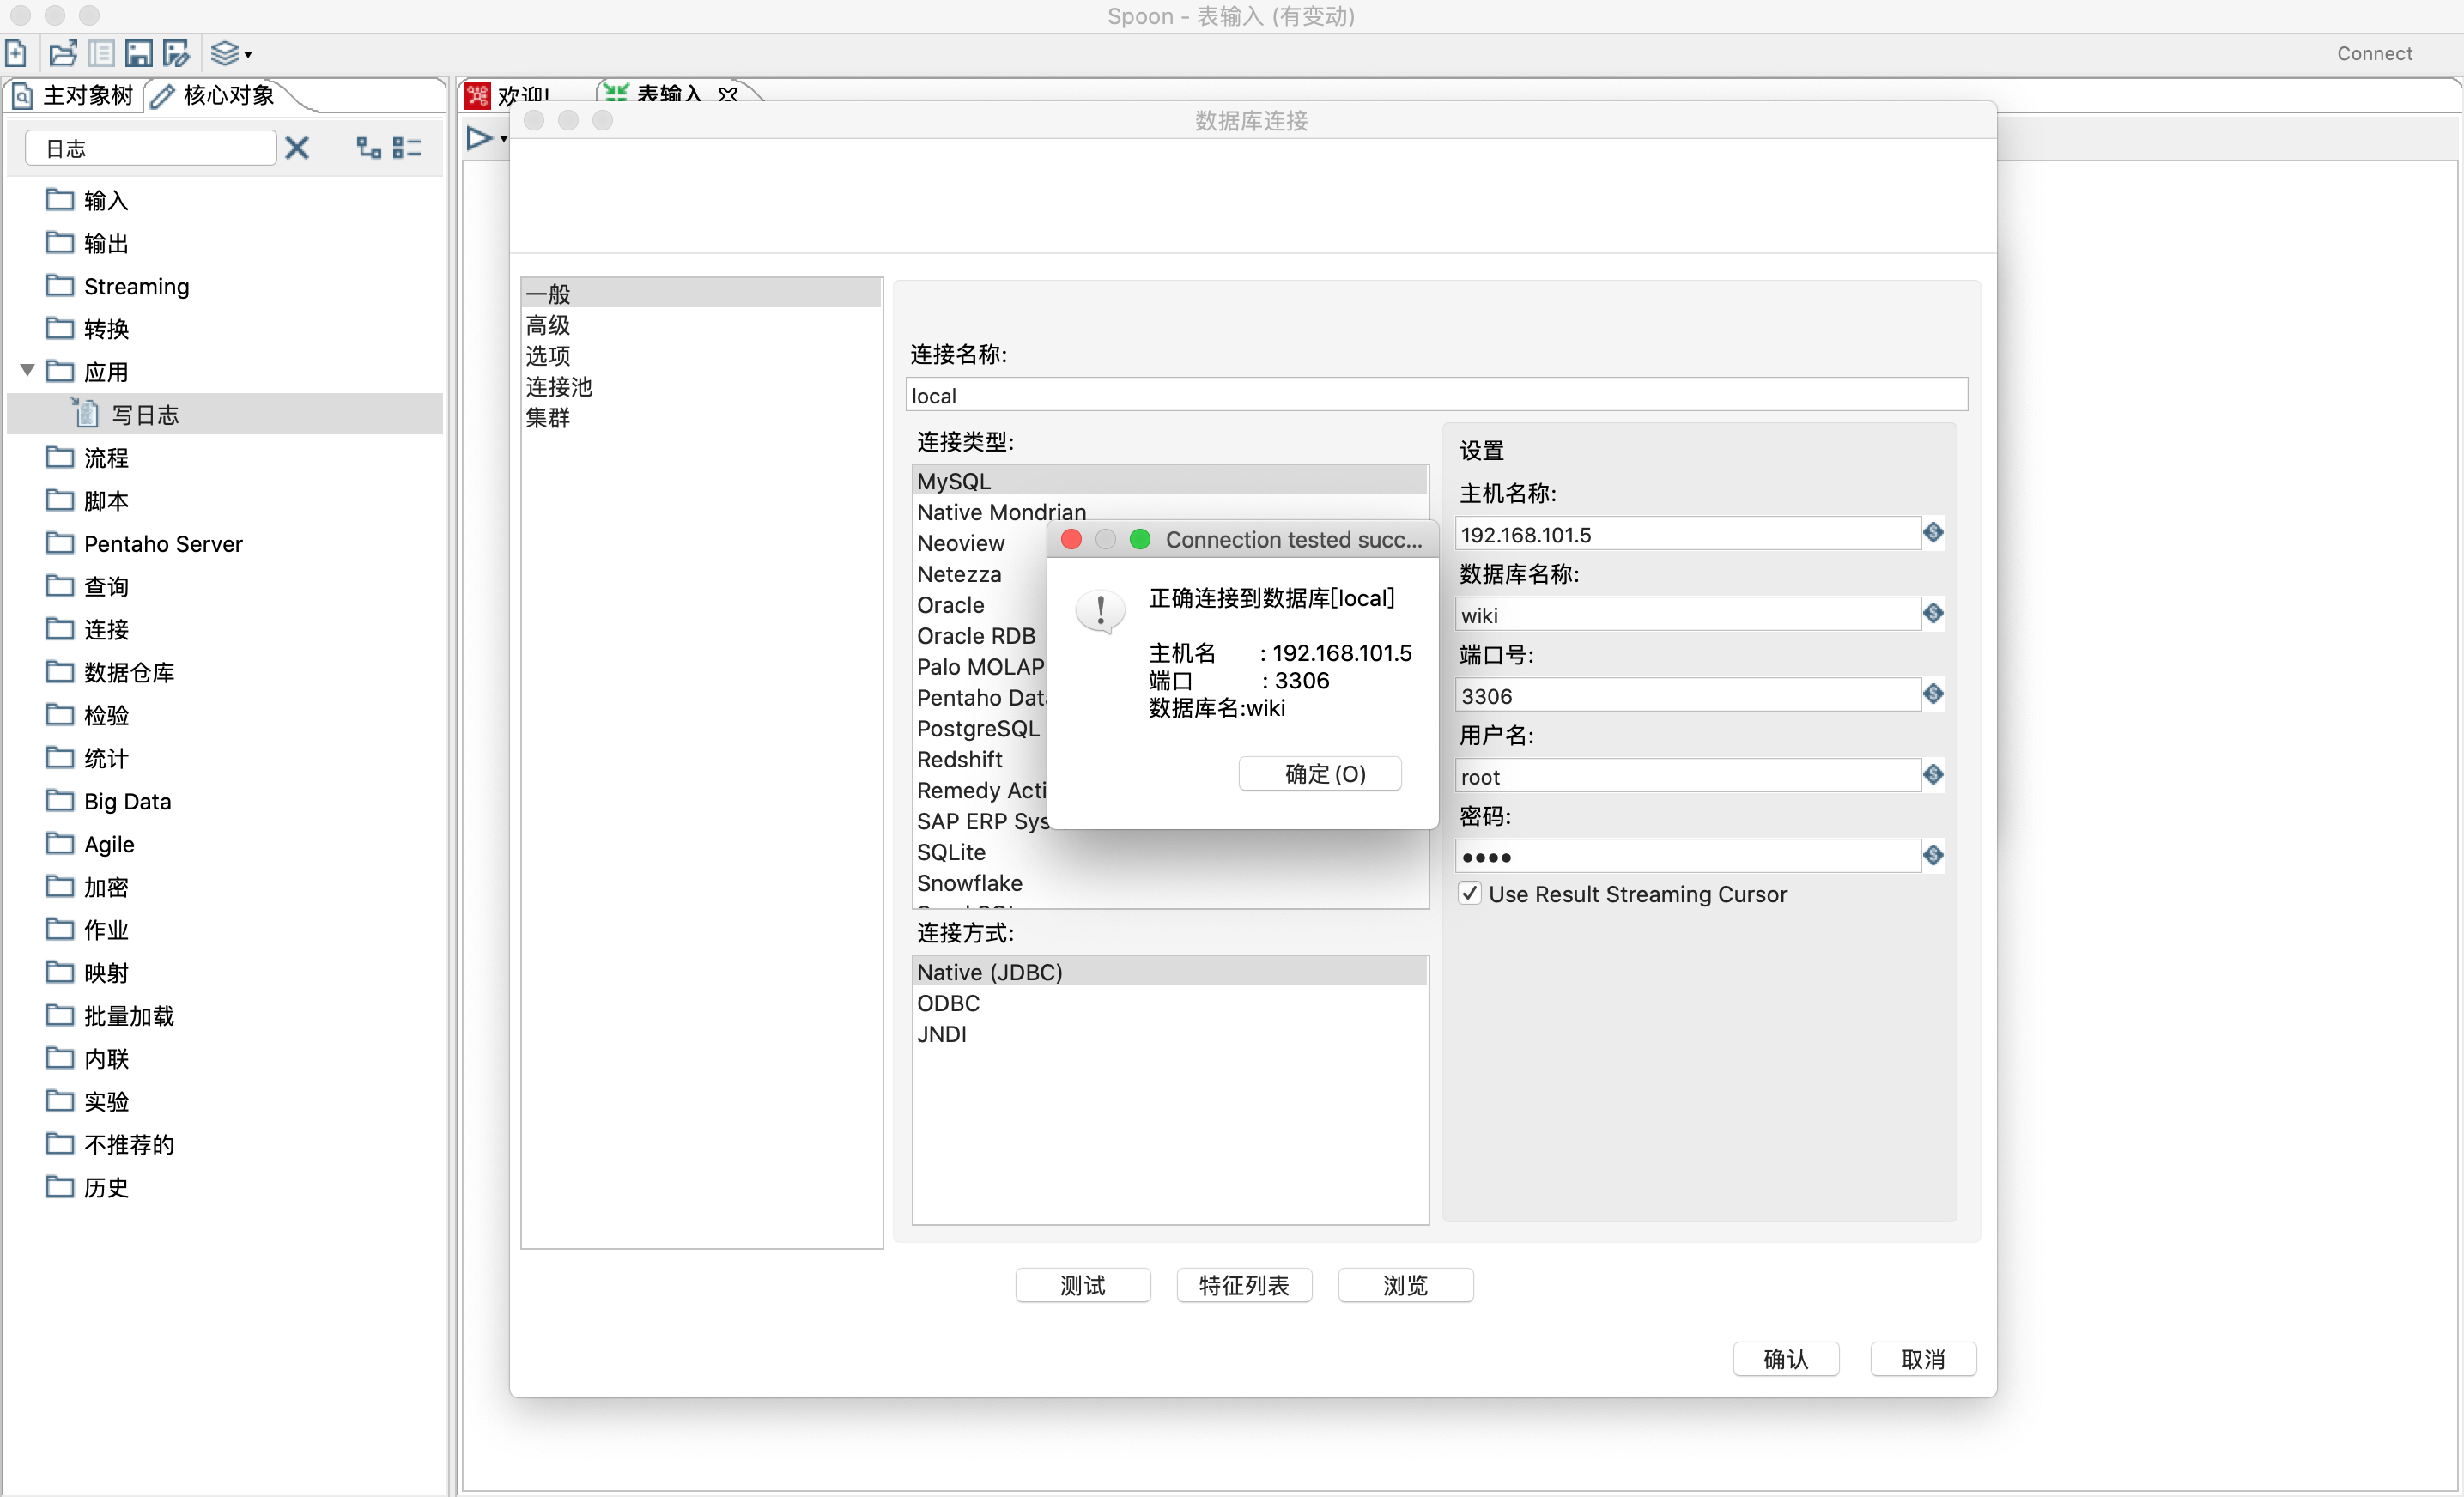 Spoon - 表输入 (有变动)
Connect
主对象树
核心对象
欢迎!
表输入
日志
输入
输出
Streaming
转换
应用
写日志
流程
脚本
Pentaho Server
查询
连接
数据仓库
检验
统计
Big Data
Agile
加密
作业
映射
批量加载
内联
实验
不推荐的
历史
数据库连接
一般
高级
选项
连接池
集群
连接名称:
local
连接类型:
MySQL
Native Mondrian
Neoview
Netezza
Oracle
Oracle RDB
Palo MOLAP
Pentaho Data
PostgreSQL
Redshift
Remedy Acti
SAP ERP Sys
SQLite
Snowflake
连接方式:
Native (JDBC)
ODBC
JNDI
设置
主机名称:
192.168.101.5
数据库名称:
wiki
端口号:
3306
用户名:
root
密码:
●●●●
Use Result Streaming Cursor
Connection tested succ...
正确连接到数据库[local]
主机名 : 192.168.101.5
端口 : 3306
数据库名:wiki
确定 (O)
测试
特征列表
浏览
确认
取消